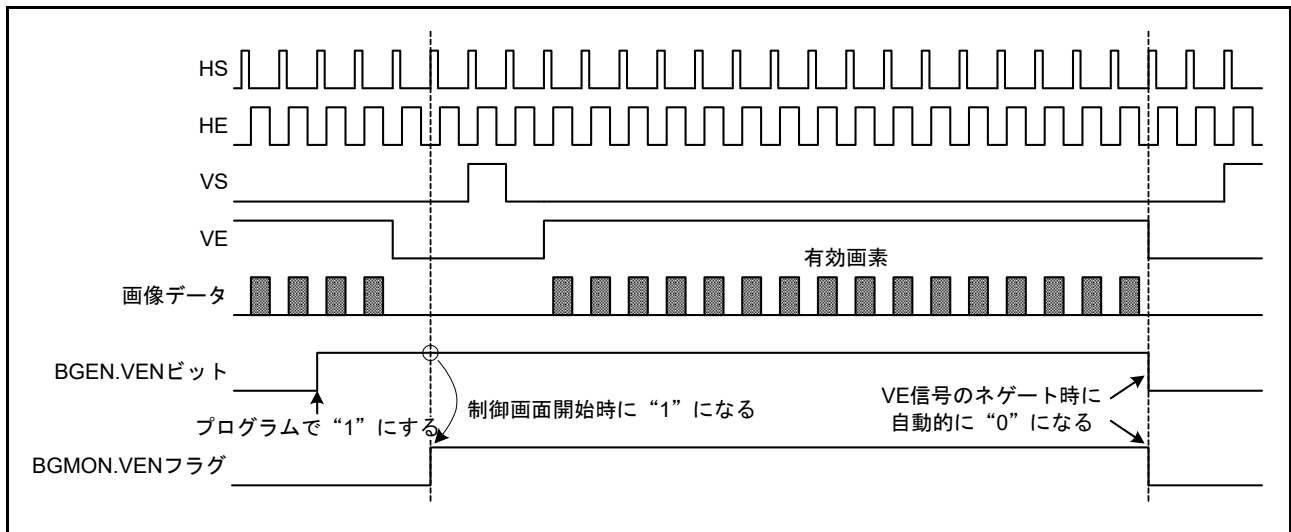 HS
HE
VS
VE
有効画素
画像データ
BGEN.VENビット
プログラムで“1”にする
制御画面開始時に“1”になる
VE信号のネゲート時に
自動的に“0”になる
BGMON.VENフラグ